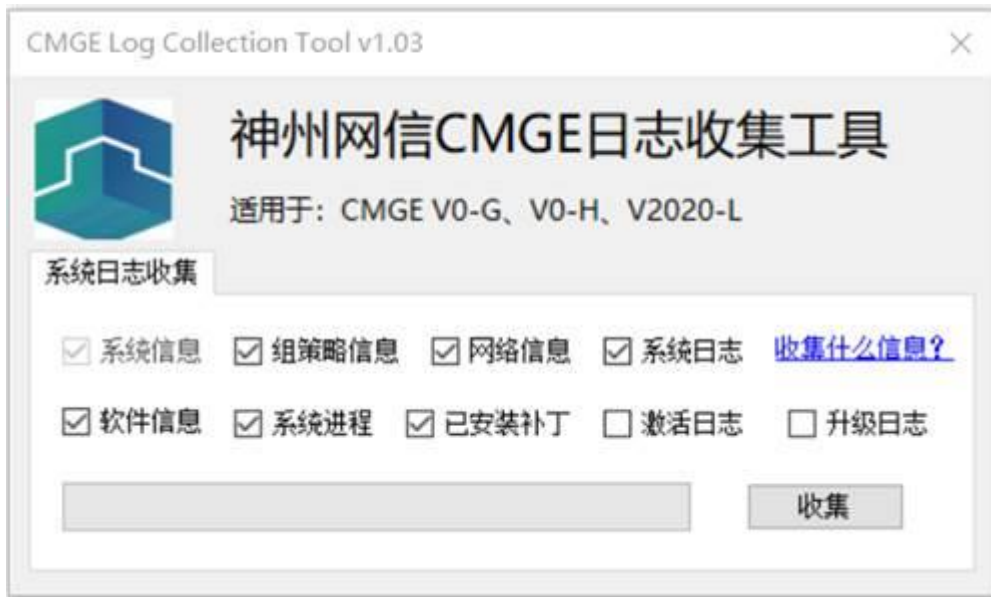 CMGE Log Collection Tool v1.03
神州网信CMGE日志收集工具
适用于：CMGE V0-G、V0-H、V2020-L
系统日志收集
系统信息 组策略信息 网络信息 系统日志 收集什么信息？
软件信息 系统进程 已安装补丁 激活日志 升级日志
收集